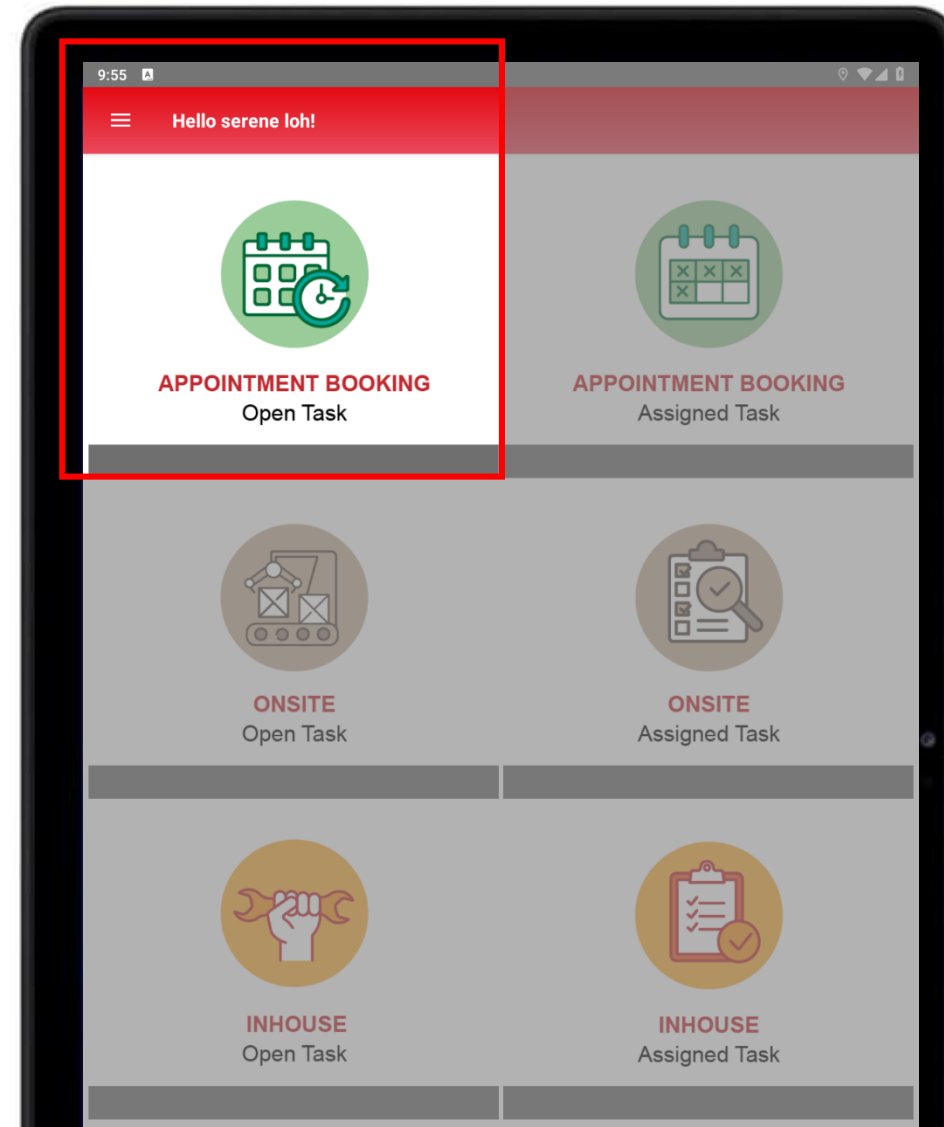 9:55
Hello serene loh!
APPOINTMENT BOOKING
Open Task
APPOINTMENT BOOKING
Assigned Task
ONSITE
Open Task
ONSITE
Assigned Task
INHOUSE
Open Task
INHOUSE
Assigned Task